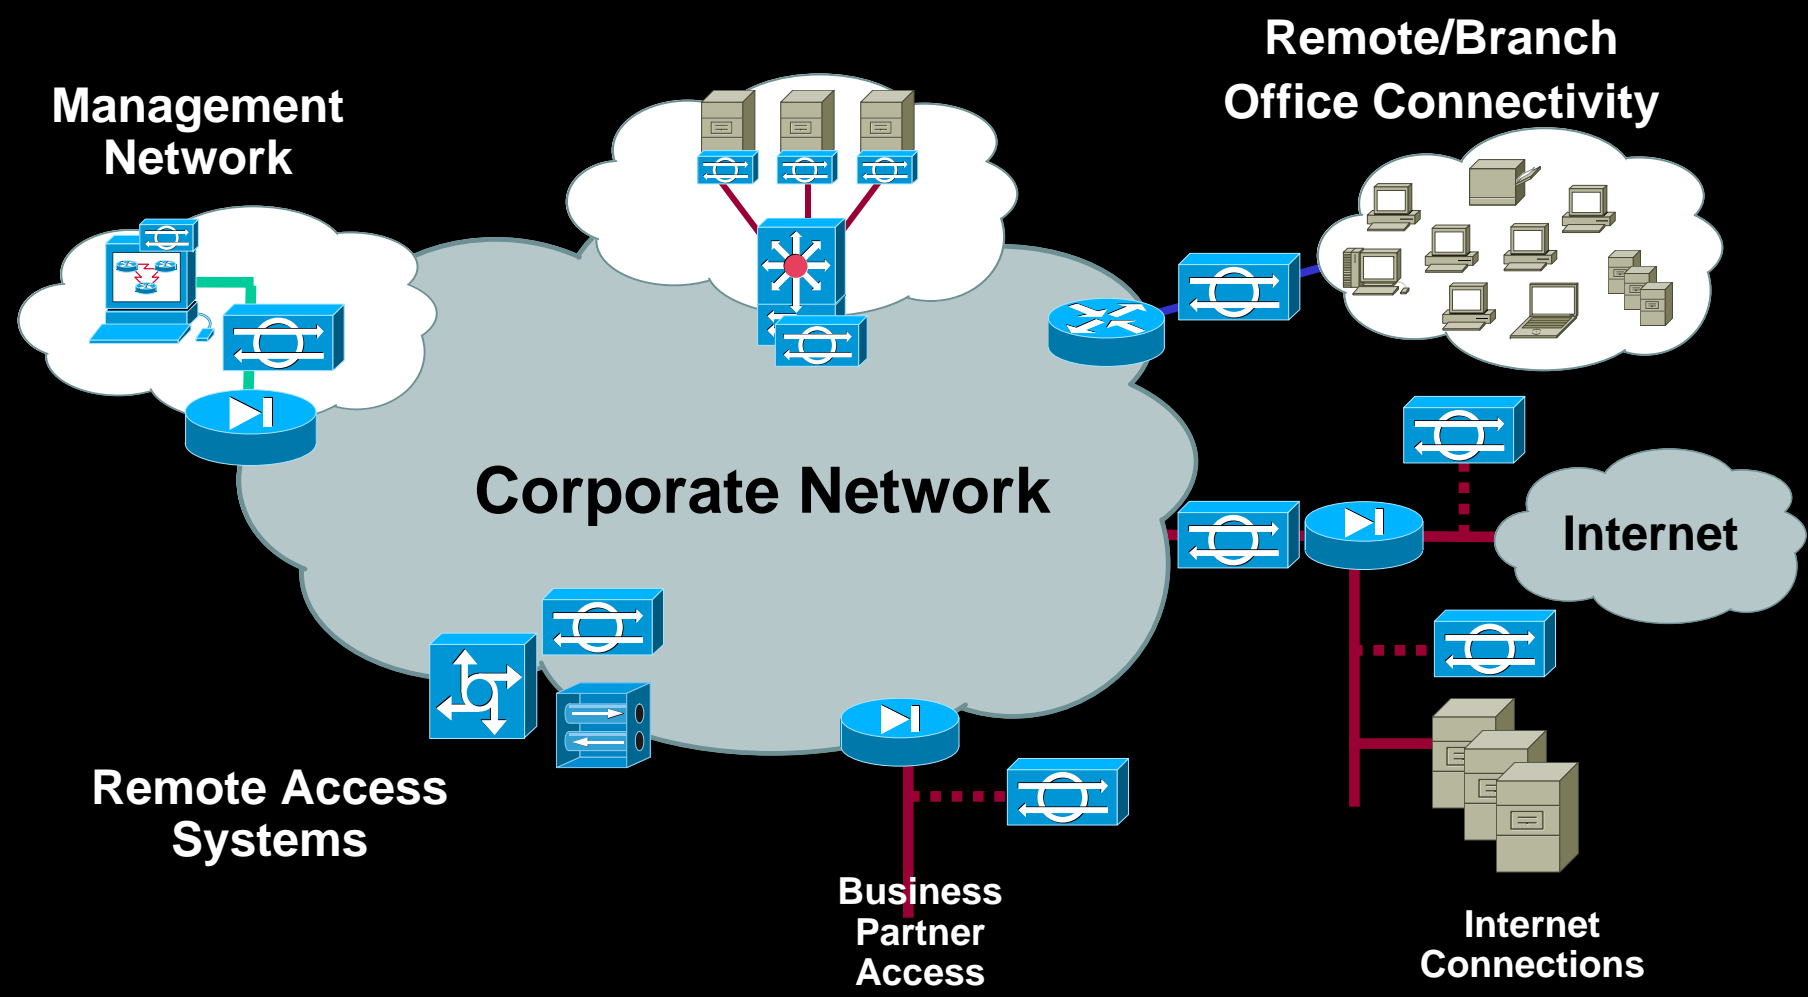 Remote/Branch
Office Connectivity
Management
Network
Corporate Network
Internet
Remote Access
Systems
Business
Partner
Access
Internet
Connections